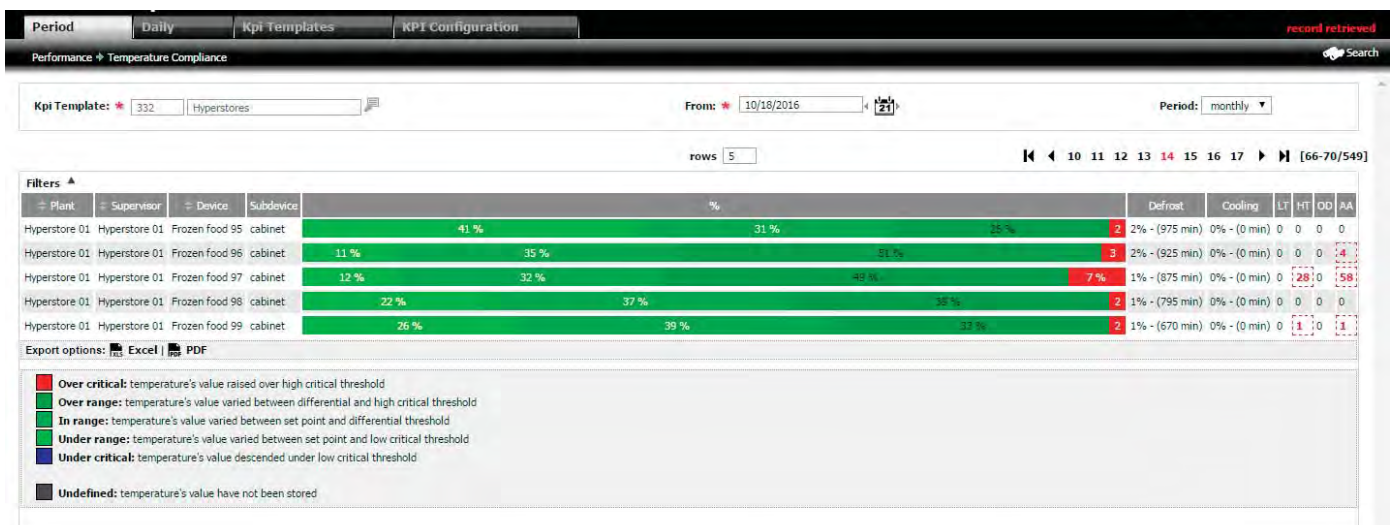 Period Daily Kpi Templates KPI Configuration record retrieved
Performance Temperature Compliance Search
Kpi Template: * 332 Hyperstores From: * 10/18/2016 21 Period: monthly
rows 5 10 11 12 13 14 15 16 17 [66-70/549]
Filters
Plant Supervisor Device Subdevice % Defrost Cooling LT HT OD AA
Hyperstore 01 Hyperstore 01 Frozen food 95 cabinet 41 % 31 % 25 % 2 2% - (975 min) 0% - (0 min) 0 0 0 0
Hyperstore 01 Hyperstore 01 Frozen food 96 cabinet 11 % 35 % 51 % 3 2% - (925 min) 0% - (0 min) 0 0 0 4
Hyperstore 01 Hyperstore 01 Frozen food 97 cabinet 12 % 32 % 49 % 7 % 1% - (875 min) 0% - (0 min) 0 28 0 58
Hyperstore 01 Hyperstore 01 Frozen food 98 cabinet 22 % 37 % 2 1% - (795 min) 0% - (0 min) 0 0 0 0
Hyperstore 01 Hyperstore 01 Frozen food 99 cabinet 26 % 39 % 2 1% - (670 min) 0% - (0 min) 0 1 0 1
Export options: XLS Excel | PDF PDF
Over critical: temperature's value raised over high critical threshold
Over range: temperature's value varied between differential and high critical threshold
In range: temperature's value varied between set point and differential threshold
Under range: temperature's value varied between set point and low critical threshold
Under critical: temperature's value descended under low critical threshold
Undefined: temperature's value have not been stored